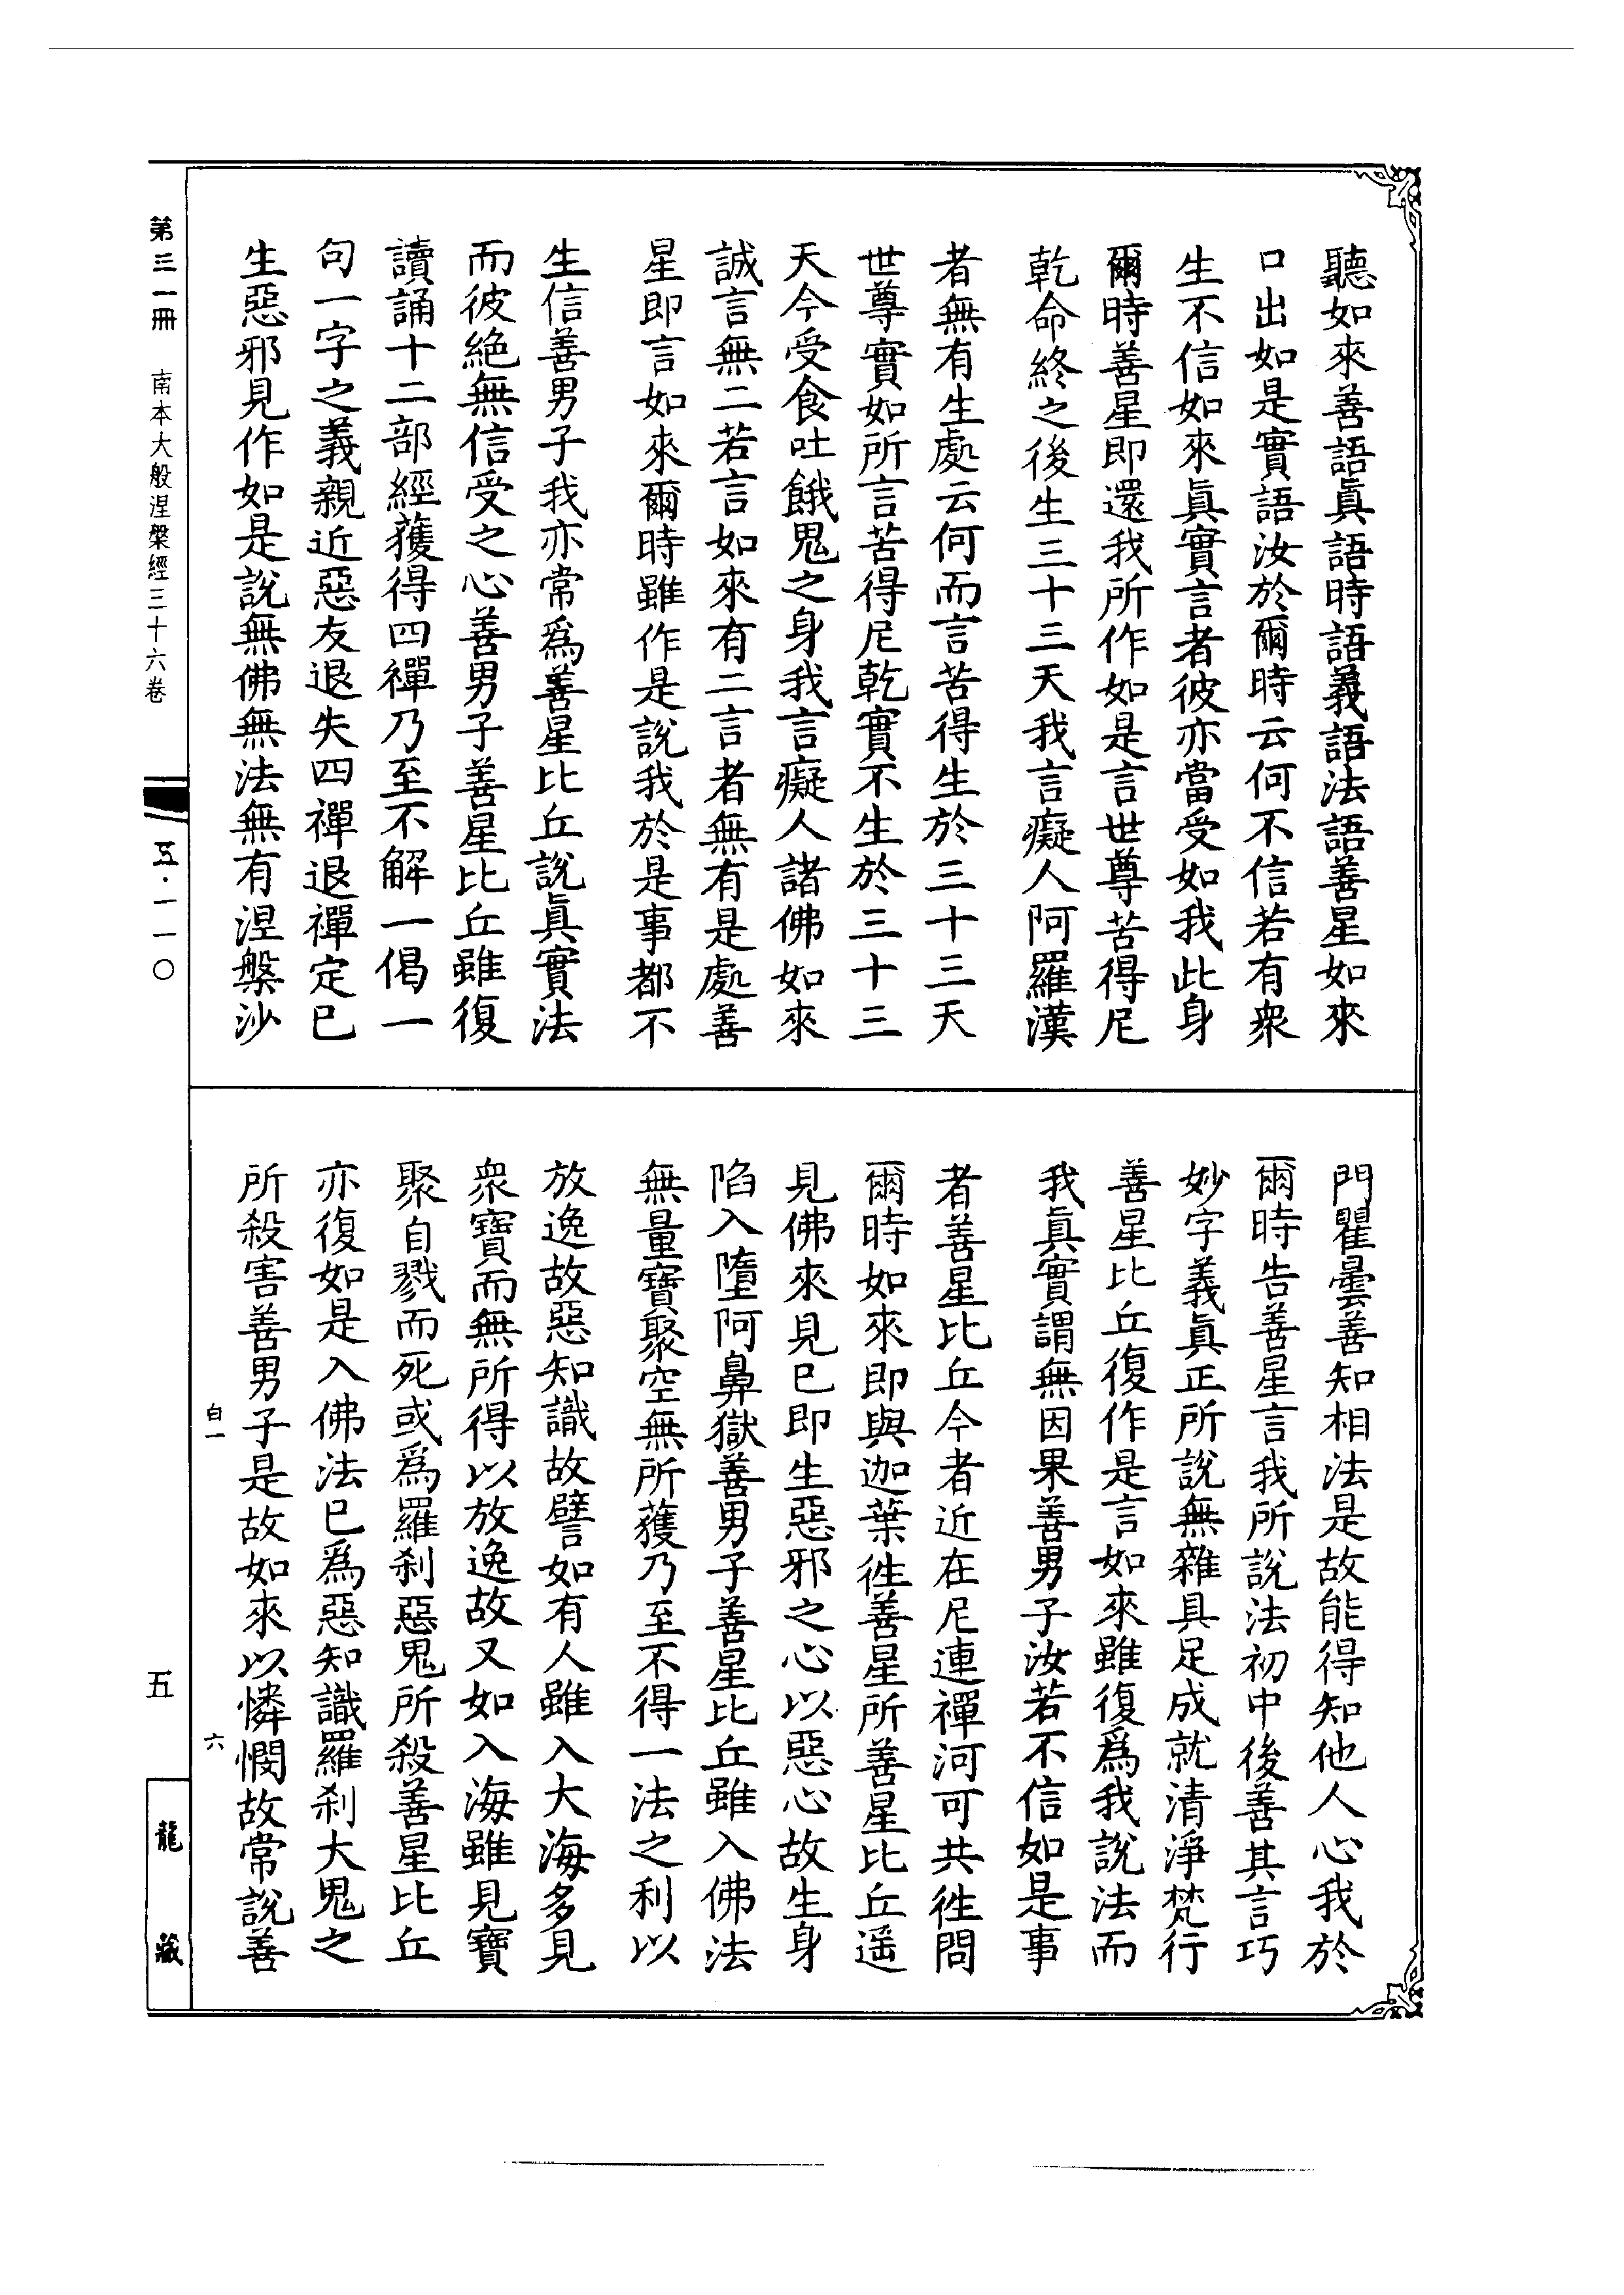 聽如來善語眞語時語義語法語善星如來
口出如是實語汝於爾時云何不信若有衆
生不信如來眞實言者彼亦當受如我此身
爾時善星即還我所作如是言世尊苦得尼
乾命終之後生三十三天我言癡人阿羅漢
者無有生處云何而言苦得生於三十三天
世尊實如所言苦得尼乾實不生於三十三
天今受食吐餓鬼之身我言癡人諸佛如來
誠言無二若言如來有二言者無有是處善
星即言如來爾時雖作是說我於是事都不
生信善男子我亦常爲善星比丘說眞實法
而彼絶無信受之心善男子善星比丘雖復
讀誦十二部經獲得四禪乃至不解一偈一
句一字之義親近惡友退失四禪退禪定已
生惡邪見作如是說無佛無法無有涅槃沙
門瞿曇善知相法是故能得知他人心我於
爾時告善星言我所說法初中後善其言巧
妙字義眞正所說無雜具足成就清淨梵行
善星比丘復作是言如來雖復爲我說法而
我眞實謂無因果善男子汝若不信如是事
者善星比丘今者近在尼連禪河可共徃問
爾時如來即與迦葉徃善星所善星比丘遥
見佛來見已即生惡邪之心以惡心故生身
陷入墮阿鼻獄善男子善星比丘雖入佛法
無量寶聚空無所獲乃至不得一法之利以
放逸故惡知識故譬如有人雖入大海多見
衆寶而無所得以放逸故又如入海雖見寶
聚自戮而死或爲羅刹惡鬼所殺善星比丘
亦復如是入佛法已爲惡知識羅刹大鬼之
所殺害善男子是故如來以憐憫故常說善
白一
六
第三一冊
南本大般涅槃經三十六卷
五·一一〇
五
龍藏